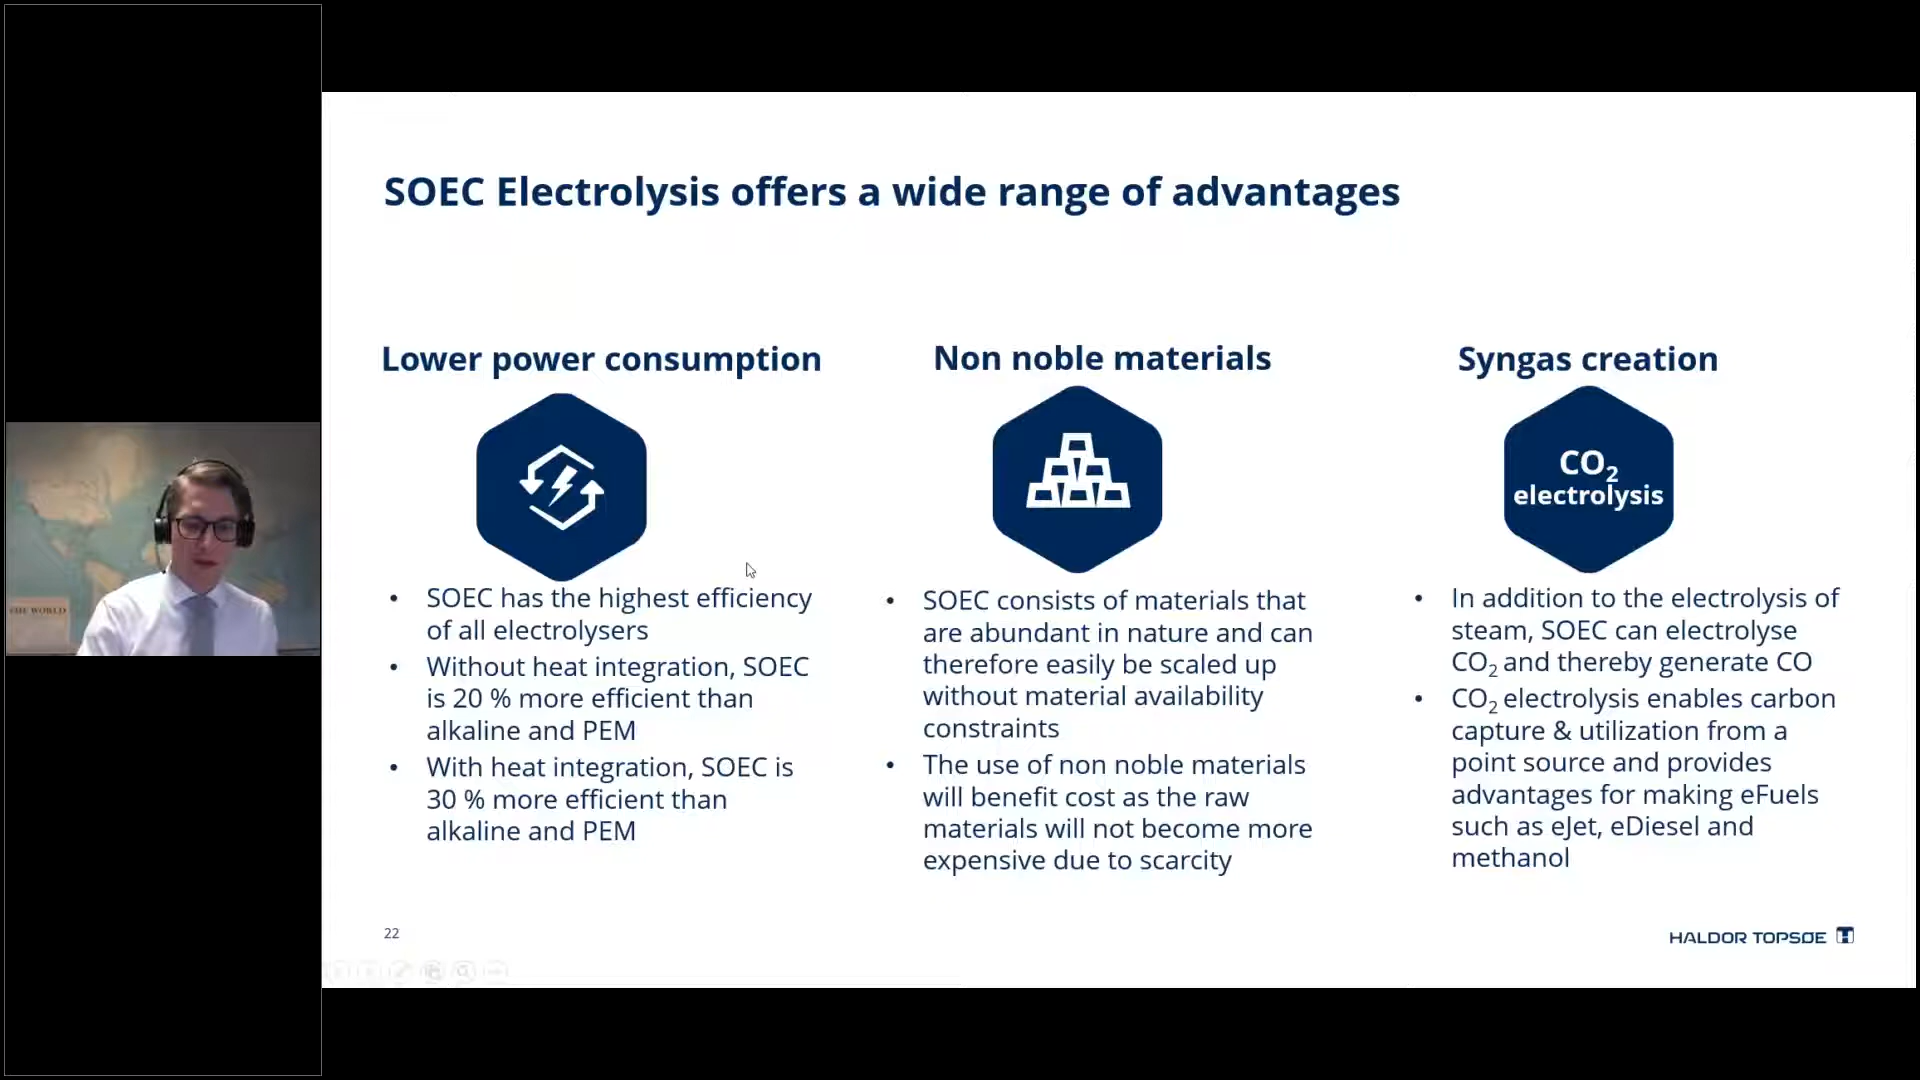 SOEC Electrolysis offers a wide range of advantages
Lower power consumption
SOEC has the highest efficiency
of all electrolysers
Without heat integration, SOEC
is 20 % more efficient than
alkaline and PEM
With heat integration, SOEC is
30 % more efficient than
alkaline and PEM
Non noble materials
SOEC consists of materials that
are abundant in nature and can
therefore easily be scaled up
without material availability
constraints
The use of non noble materials
will benefit cost as the raw
materials will not become more
expensive due to scarcity
Syngas creation
CO2
electrolysis
In addition to the electrolysis of
steam, SOEC can electrolyse
CO2 and thereby generate CO
CO2 electrolysis enables carbon
capture & utilization from a
point source and provides
advantages for making eFuels
such as eJet, eDiesel and
methanol
22
HALDOR TOPSØE
THE WORLD